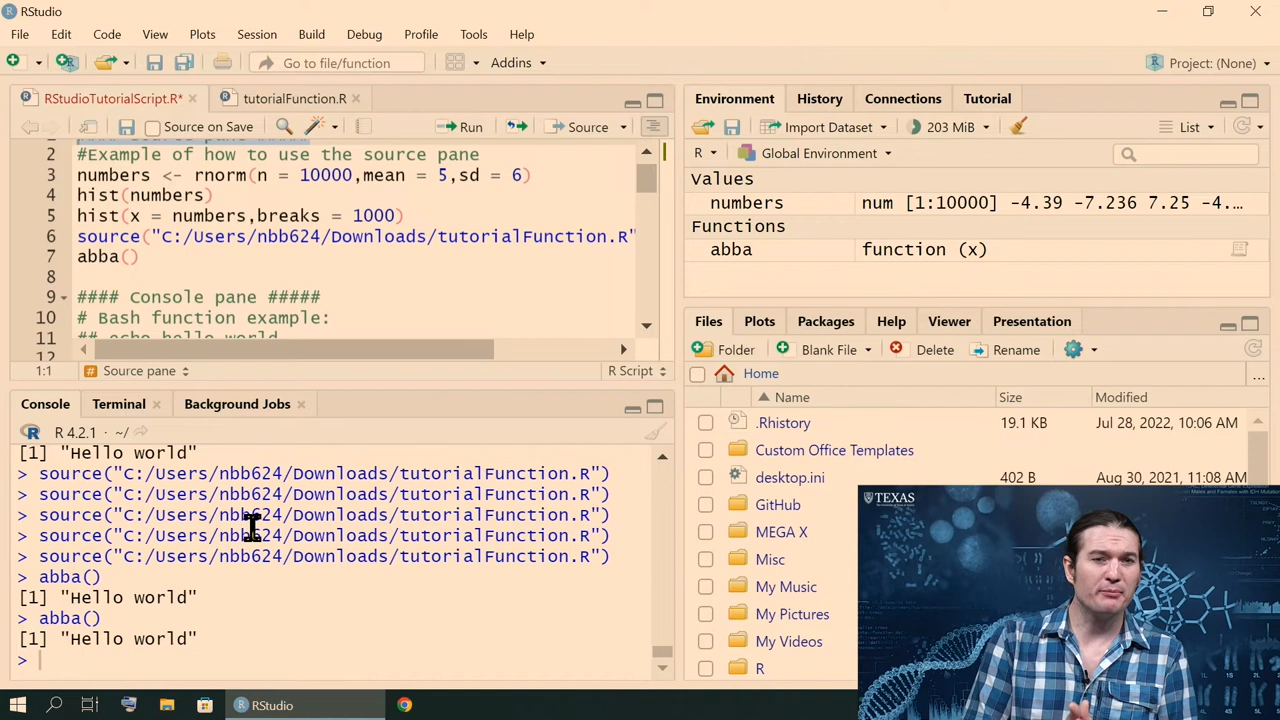 RStudio
File Edit Code View Plots Session Build Debug Profile Tools Help
Go to file/function Addins Project: (None)
RStudioTutorialScript.R* tutorialFunction.R
Source on Save Run Source
2 #Example of how to use the source pane
3 numbers <- rnorm(n = 10000,mean = 5,sd = 6)
4 hist(numbers)
5 hist(x = numbers,breaks = 1000)
6 source("C:/Users/nbb624/Downloads/tutorialFunction.R"
7 abba()
8
9 #### Console pane #####
10 # Bash function example:
11 ## echo hello world
12
1:1 Source pane R Script
Console Terminal Background Jobs
R 4.2.1 · ~/
[1] "Hello world"
> source("C:/Users/nbb624/Downloads/tutorialFunction.R")
> source("C:/Users/nbb624/Downloads/tutorialFunction.R")
> source("C:/Users/nbb624/Downloads/tutorialFunction.R")
> source("C:/Users/nbb624/Downloads/tutorialFunction.R")
> source("C:/Users/nbb624/Downloads/tutorialFunction.R")
> abba()
[1] "Hello world"
> abba()
[1] "Hello world"
>
Environment History Connections Tutorial
Import Dataset 203 MiB List
R Global Environment
Values
numbers num [1:10000] -4.39 -7.236 7.25 -4.…
Functions
abba function (x)
Files Plots Packages Help Viewer Presentation
Folder Blank File Delete Rename
Home ...
Name Size Modified
.Rhistory 19.1 KB Jul 28, 2022, 10:06 AM
Custom Office Templates
desktop.ini 402 B Aug 30, 2021, 11:08 AM
GitHub
MEGA X
Misc
My Music
My Pictures
My Videos
R
TEXAS
RStudio